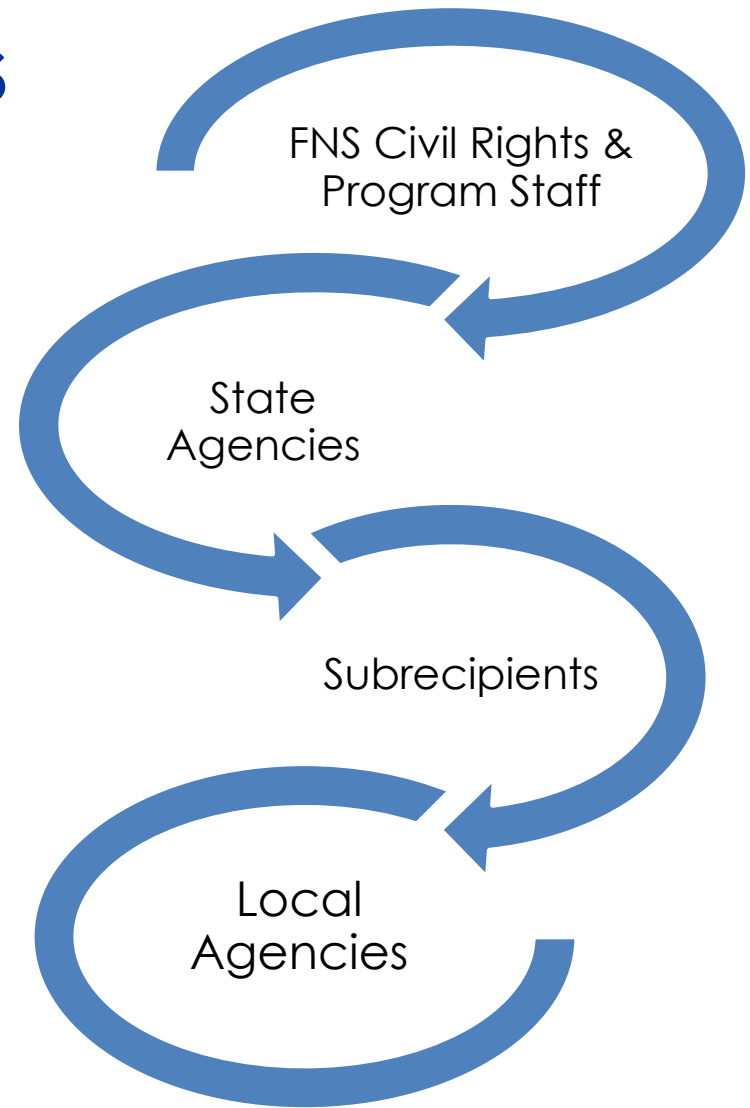 FNS Civil Rights &
Program Staff
State
Agencies
Subrecipients
Local
Agencies